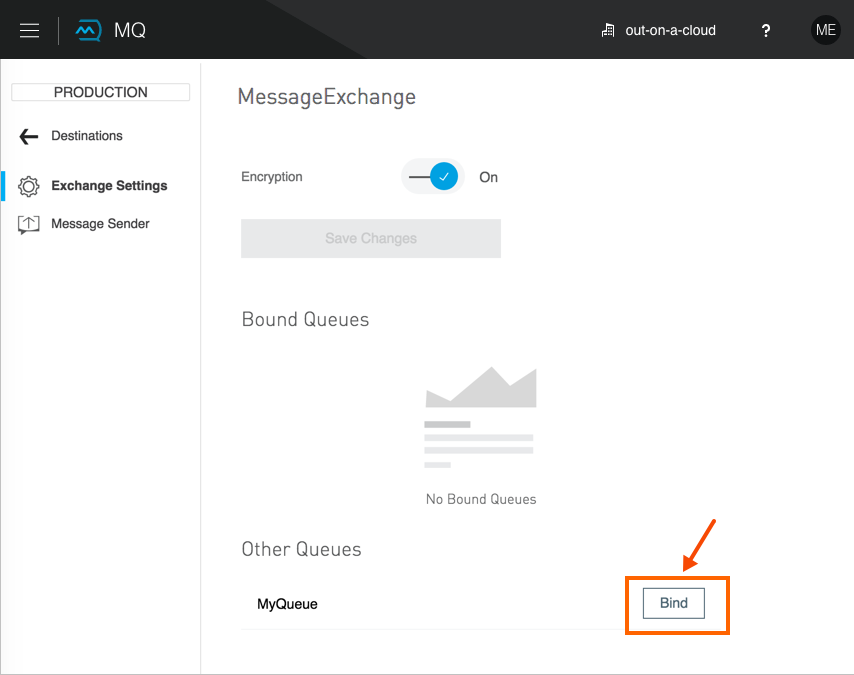 MQ
out-on-a-cloud
?
ME
PRODUCTION
Destinations
Exchange Settings
Message Sender
MessageExchange
Encryption
On
Save Changes
Bound Queues
No Bound Queues
Other Queues
MyQueue
Bind